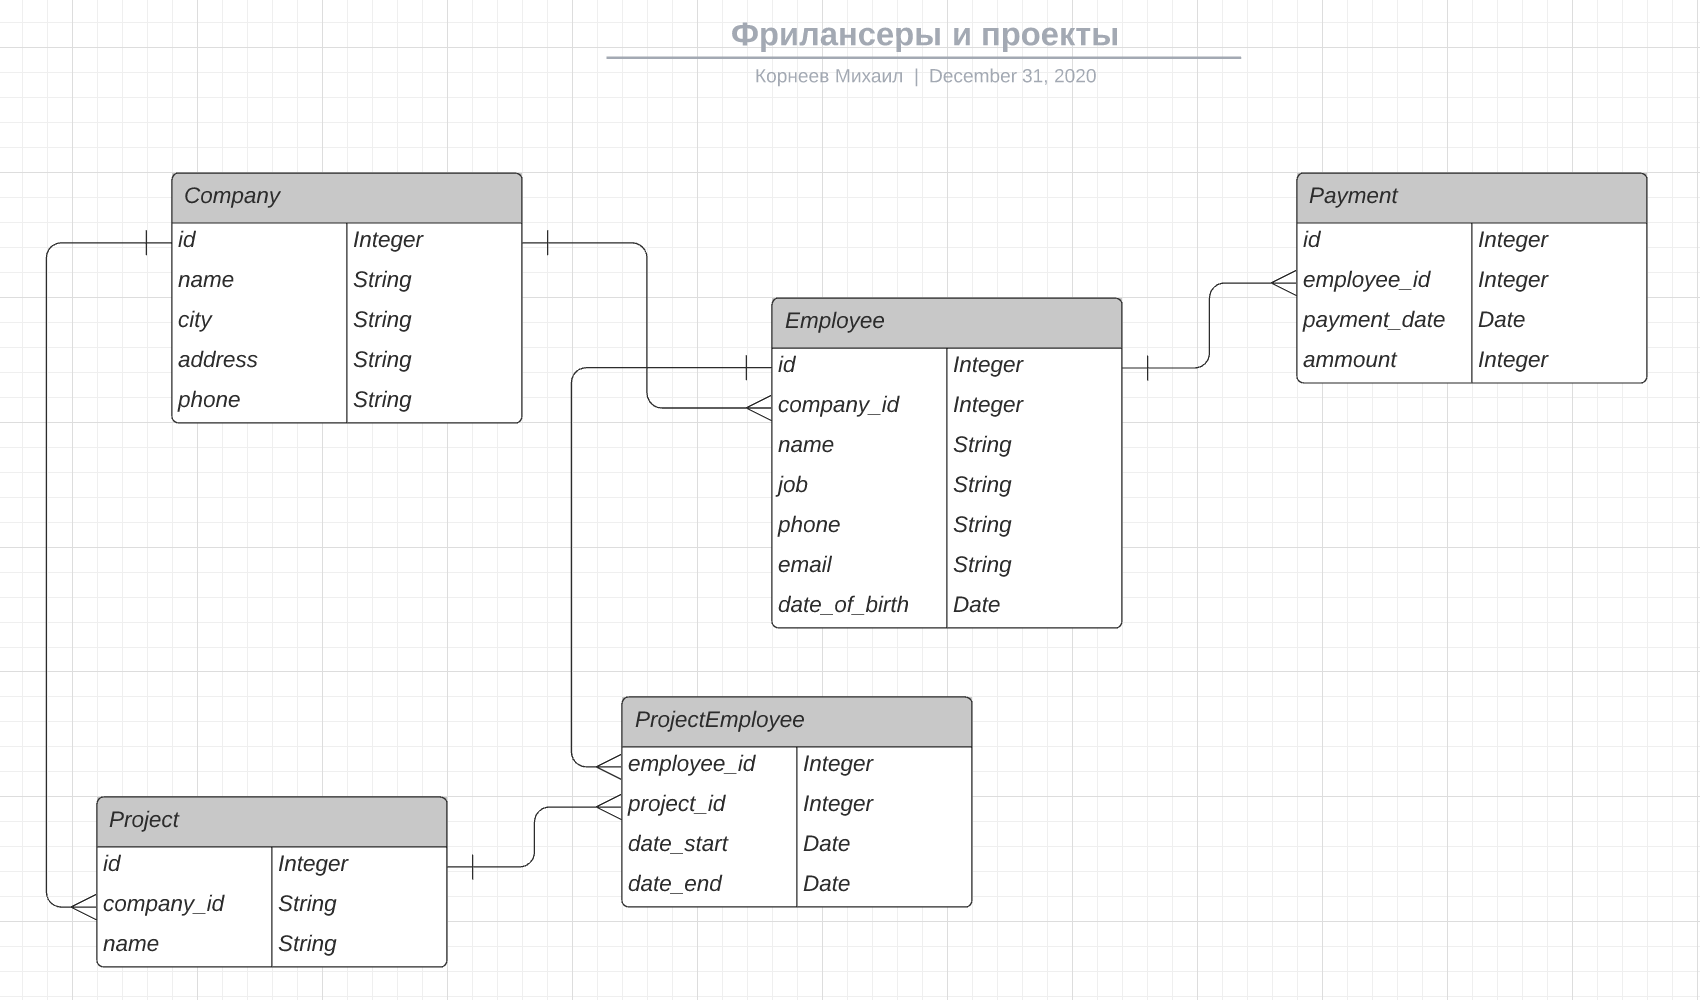 Фрилансеры и проекты
Корнеев Михаил | December 31, 2020
Company
id Integer
name String
city String
address String
phone String
Employee
id Integer
company_id Integer
name String
job String
phone String
email String
date_of_birth Date
Payment
id Integer
employee_id Integer
payment_date Date
ammount Integer
ProjectEmployee
employee_id Integer
project_id Integer
date_start Date
date_end Date
Project
id Integer
company_id String
name String